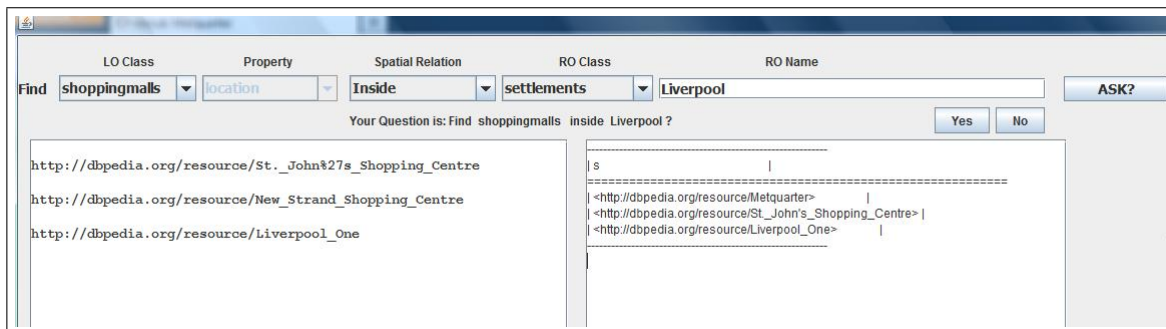 LO Class Property Spatial Relation RO Class RO Name
Find shoppingmalls location Inside settlements Liverpool ASK?
Your Question is: Find shoppingmalls inside Liverpool ? Yes No
http://dbpedia.org/resource/St._John%27s_Shopping_Centre
http://dbpedia.org/resource/New_Strand_Shopping_Centre
http://dbpedia.org/resource/Liverpool_One
| s |
| <http://dbpedia.org/resource/Metquarter> |
| <http://dbpedia.org/resource/St._John's_Shopping_Centre> |
| <http://dbpedia.org/resource/Liverpool_One> |